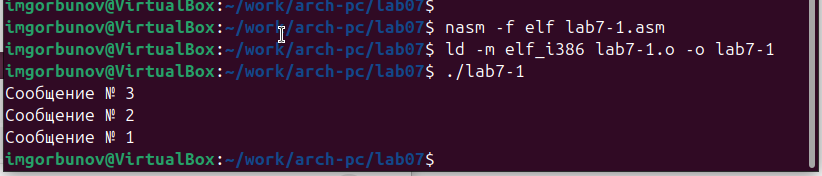 imgorbunov@VirtualBox:~/work/arch-pc/lab07$
imgorbunov@VirtualBox:~/work/arch-pc/lab07$ nasm -f elf lab7-1.asm
imgorbunov@VirtualBox:~/work/arch-pc/lab07$ ld -m elf_i386 lab7-1.o -o lab7-1
imgorbunov@VirtualBox:~/work/arch-pc/lab07$ ./lab7-1
Сообщение № 3
Сообщение № 2
Сообщение № 1
imgorbunov@VirtualBox:~/work/arch-pc/lab07$